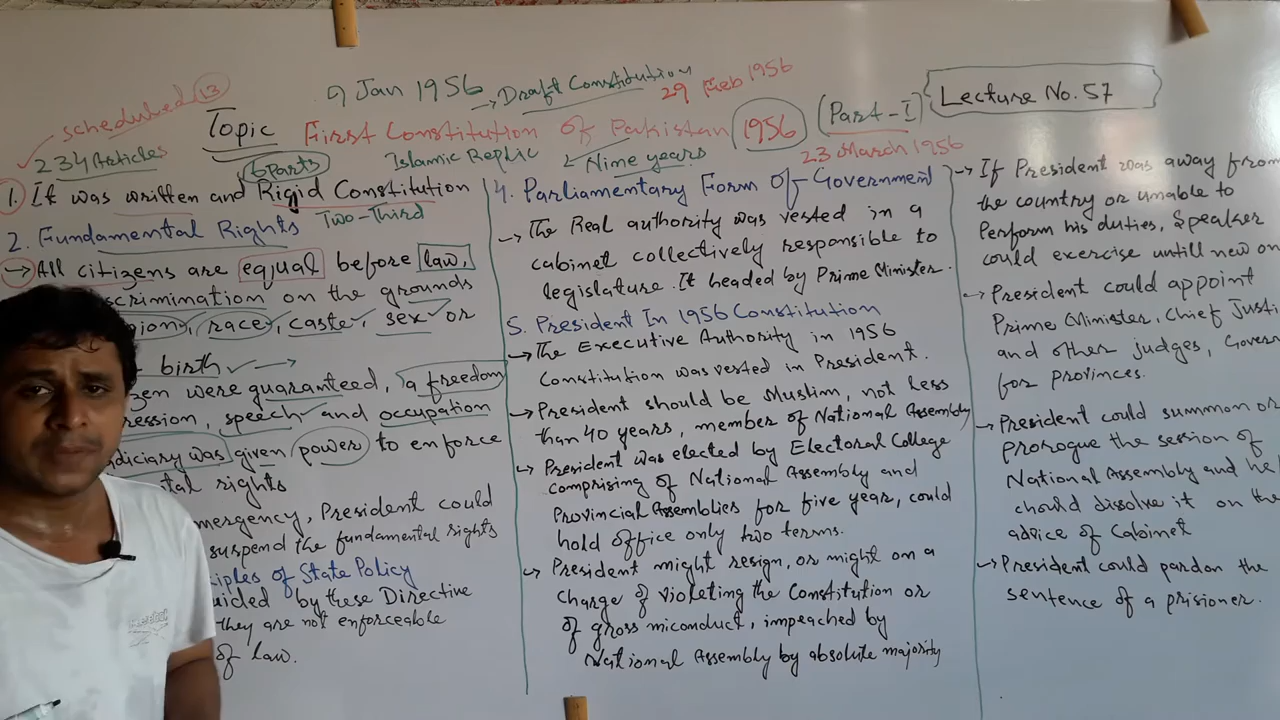 9 Jan 1956 → Draft Constitution
29 Feb 1956
Lecture No. 57
scheduled 13
Topic First Constitution of Pakistan 1956 (Part-I)
234 Articles
6 Parts
Islamic Replic
Nime years
23 March 1956
1. It was written and Rigid Constitution
Two-Third
2. Fundamental Rights
→ All citizens are equal before law,
scrimination on the grounds
race, caste, sex or
birth
were guaranteed, a freedom
speech and occupation
was given power to enforce
rights
President could
suspend the fundamental rights
of State Policy
by these Directive
they are not enforceable
of law.
4. Parliamentary Form of Government
→ The Real authority was vested in a
cabinet collectively responsible to
legislature. It headed by Prime Minister.
5. President In 1956 Constitution
→ The Executive Authority in 1956
Constitution was vested in President.
→ President should be Muslim, not less
than 40 years, member of National Assembly
→ President was elected by Electoral College
comprising of National Assembly and
Provincial Assemblies for five year, could
hold office only two terms.
→ President might resign, or might on a
charge of violating the Constitution or
of gross miconduct, impeached by
National Assembly by absolute majority
→ If President was away from
the country or unable to
Perform his duties, Speaker
could exercise untill new on
→ President could appoint
Prime Minister, Chief Justi
and other judges, Govern
for provinces.
→ President could summon or
prorogue the session of
National Assembly and he
should dissolve it on the
advice of Cabinet
→ President could pardon the
sentence of a prisioner.